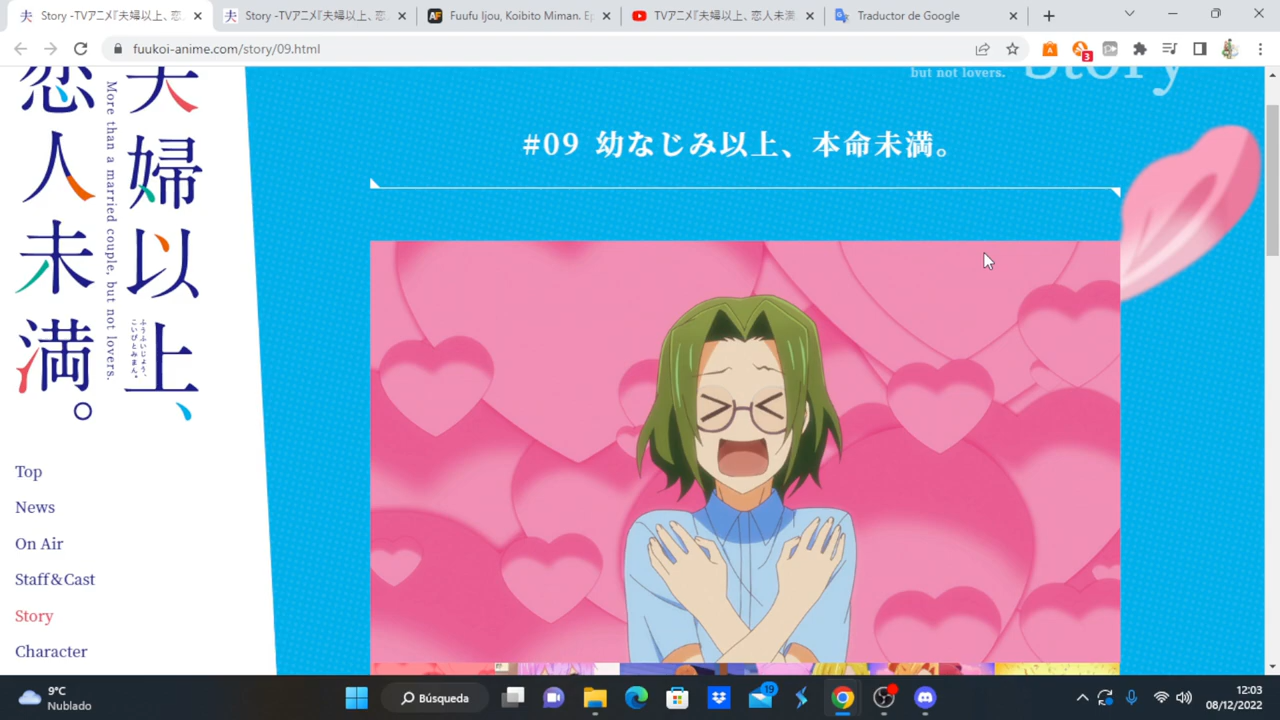 Story -TVアニメ『夫婦以上、恋
Story -TVアニメ『夫婦以上、恋
Fuufu Ijou, Koibito Miman. Ep
TVアニメ『夫婦以上、恋人未満
Traductor de Google
fuukoi-anime.com/story/09.html
3
夫婦以上、
ふうふいじょう、
こいびとみまん。
More than a married couple, but not lovers.
恋人未満。
but not lovers.
Story
#09 幼なじみ以上、本命未満。
Top
News
On Air
Staff&Cast
Story
Character
9°C
Nublado
Búsqueda
19
12:03
08/12/2022